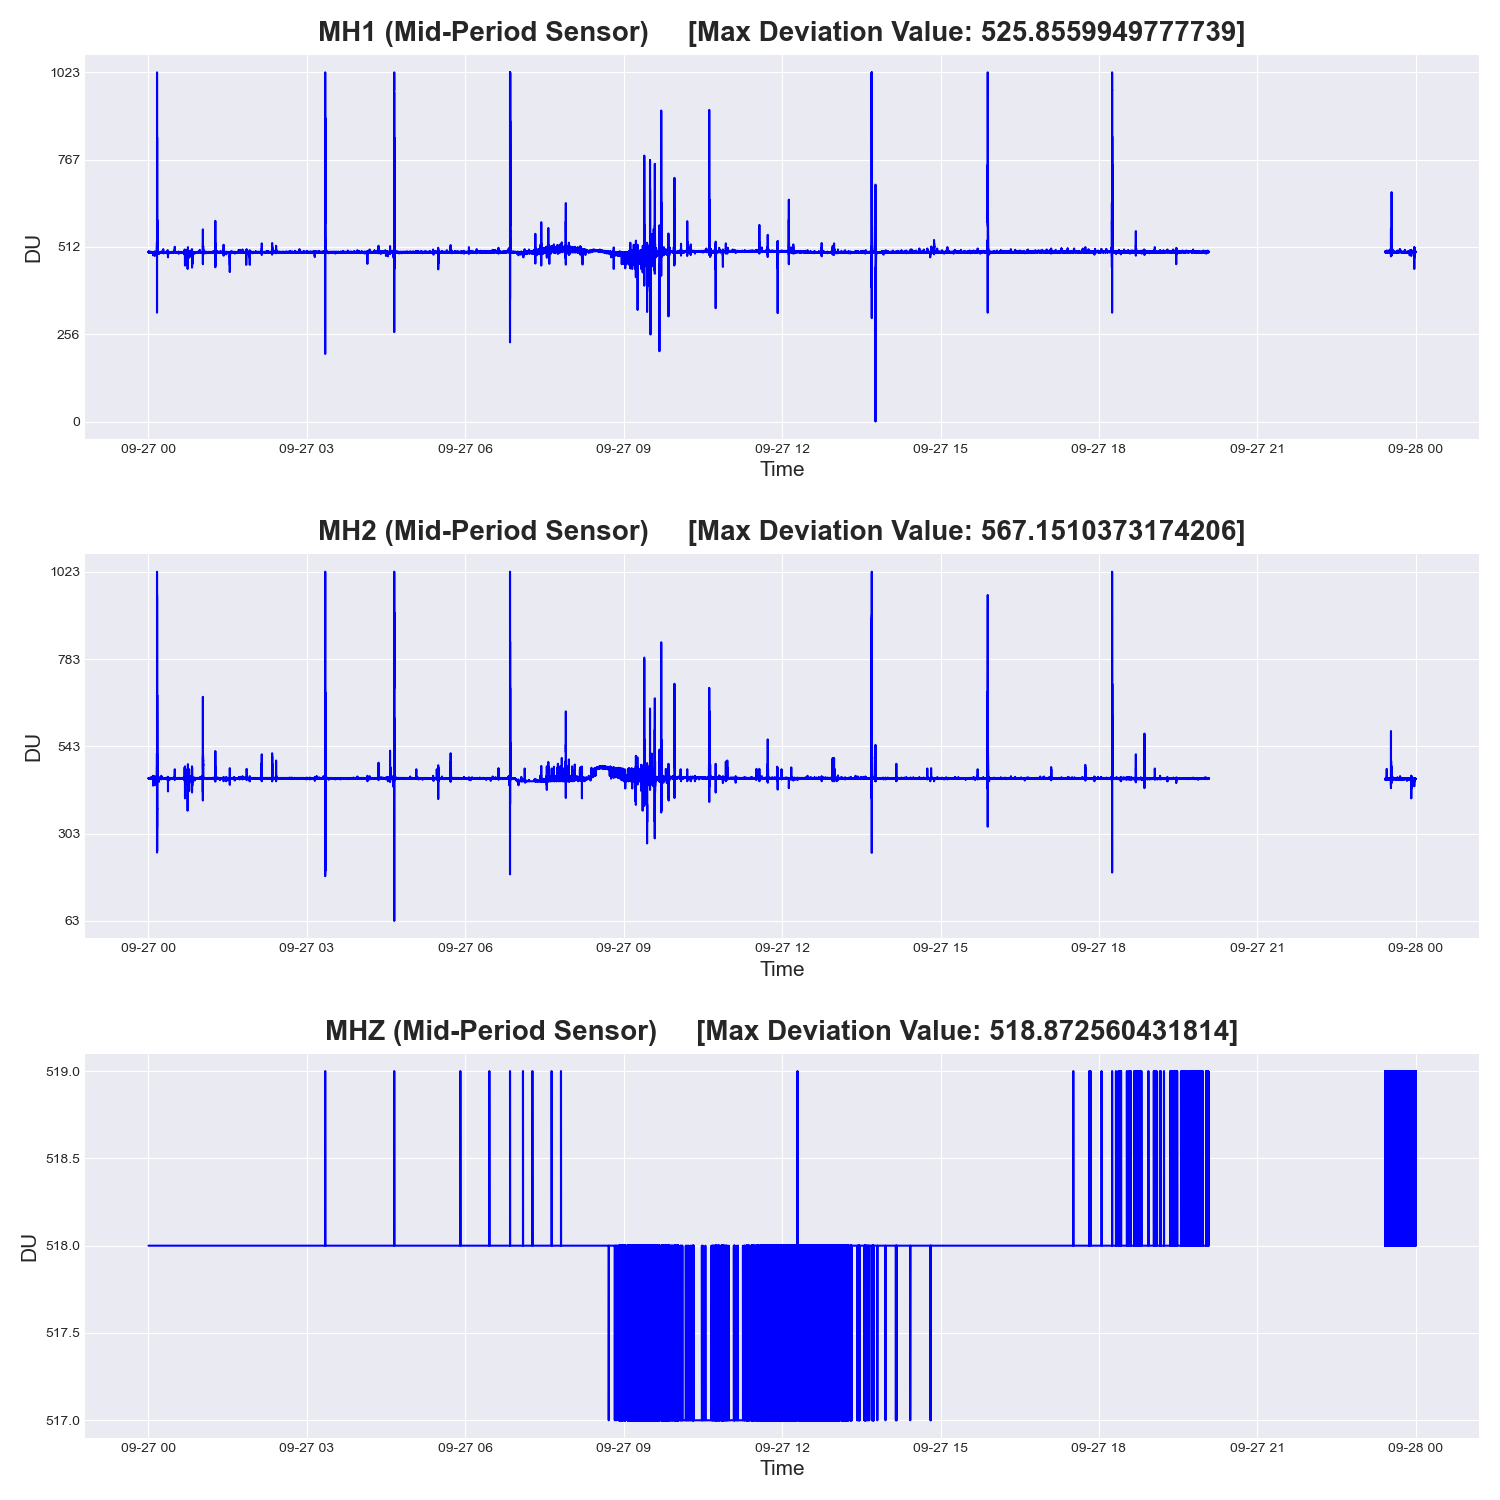 MH1 (Mid-Period Sensor)     [Max Deviation Value: 525.8559949777739]
1023
767
512
256
0
DU
09-27 00 09-27 03 09-27 06 09-27 09 09-27 12 09-27 15 09-27 18 09-27 21 09-28 00
Time
MH2 (Mid-Period Sensor)     [Max Deviation Value: 567.1510373174206]
1023
783
543
303
63
DU
09-27 00 09-27 03 09-27 06 09-27 09 09-27 12 09-27 15 09-27 18 09-27 21 09-28 00
Time
MHZ (Mid-Period Sensor)     [Max Deviation Value: 518.872560431814]
519.0
518.5
518.0
517.5
517.0
DU
09-27 00 09-27 03 09-27 06 09-27 09 09-27 12 09-27 15 09-27 18 09-27 21 09-28 00
Time